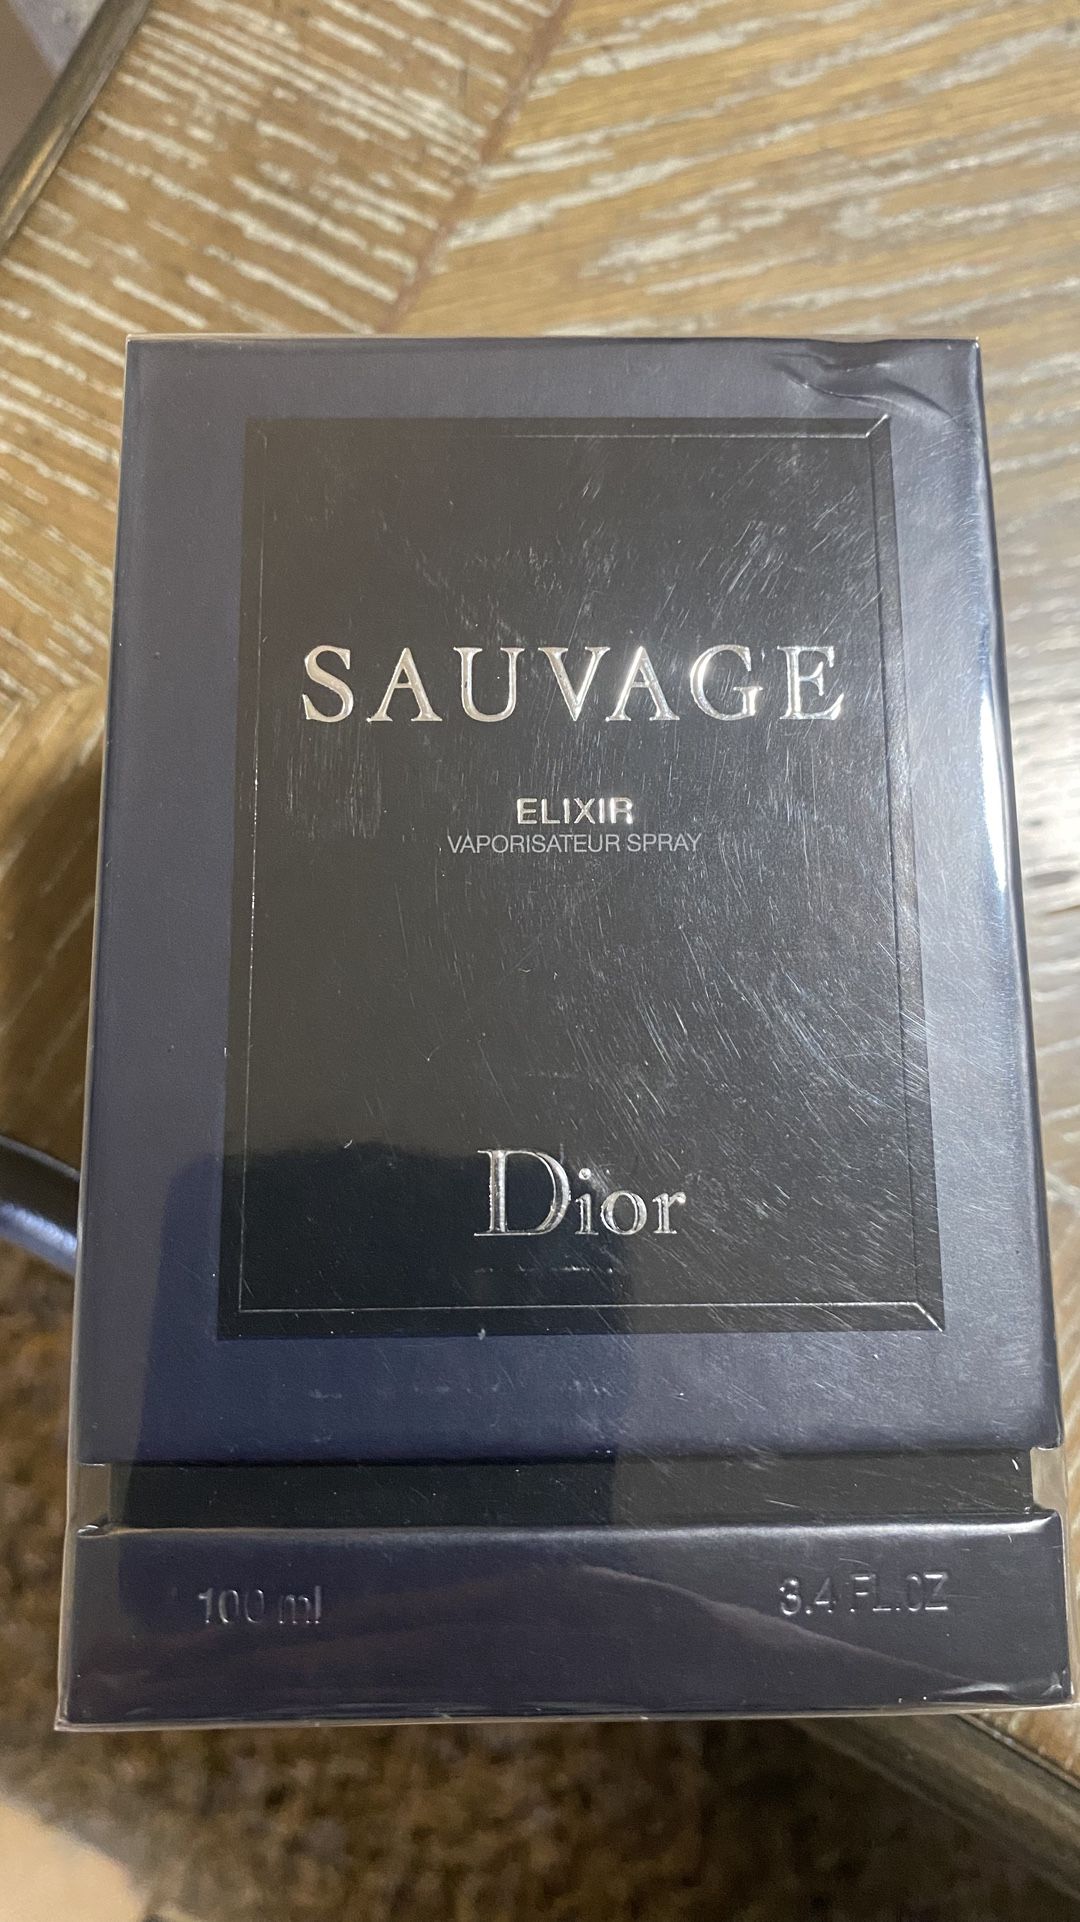 SAUVAGE
ELIXIR
VAPORISATEUR SPRAY
Dior
100 ml 3.4 FL.OZ